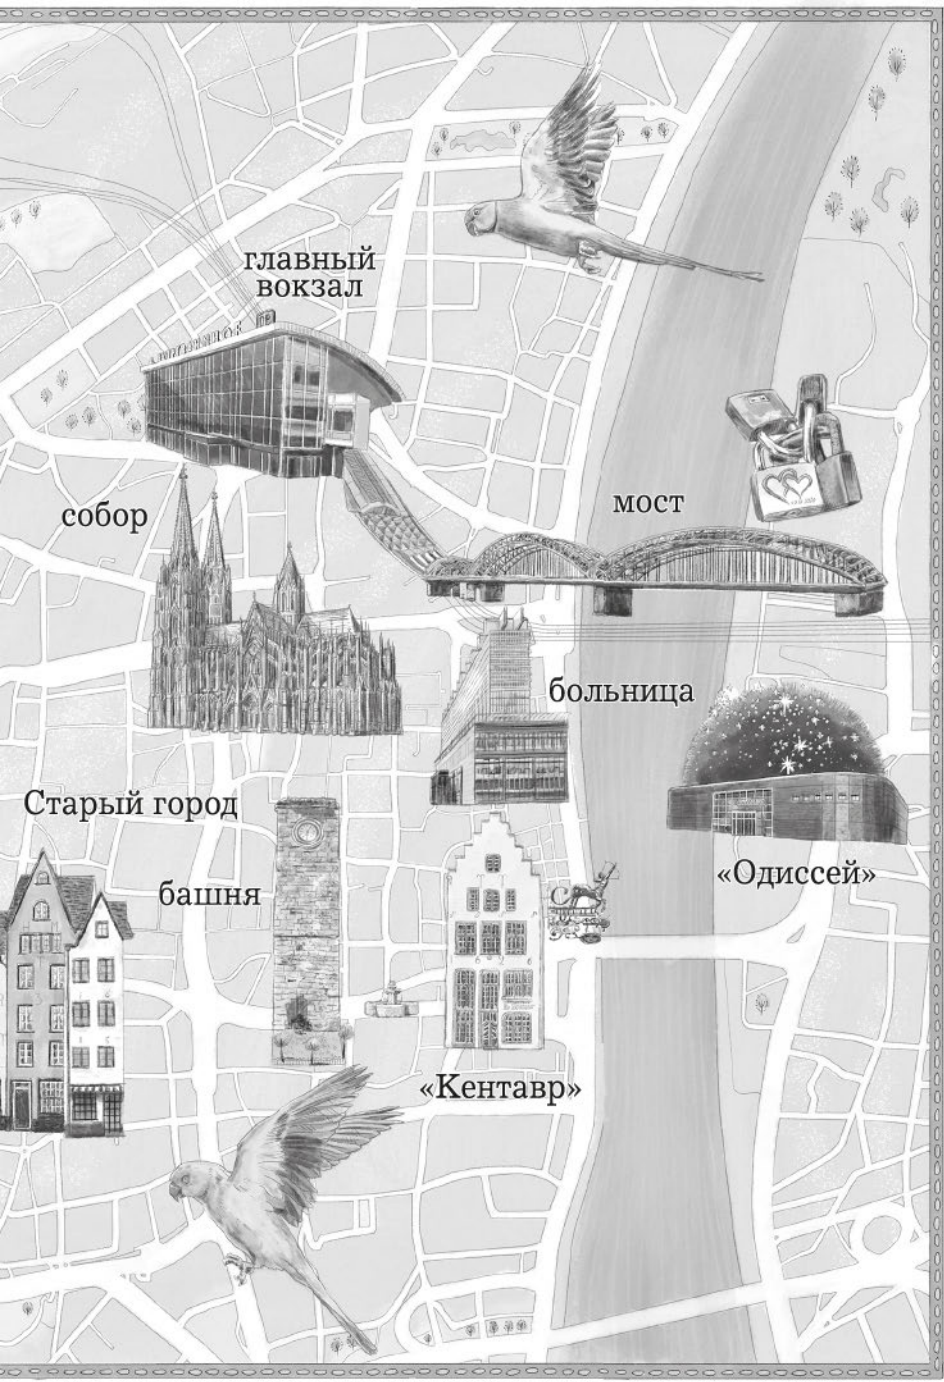 главный
вокзал
собор
мост
больница
Старый город
«Одиссей»
башня
«Кентавр»